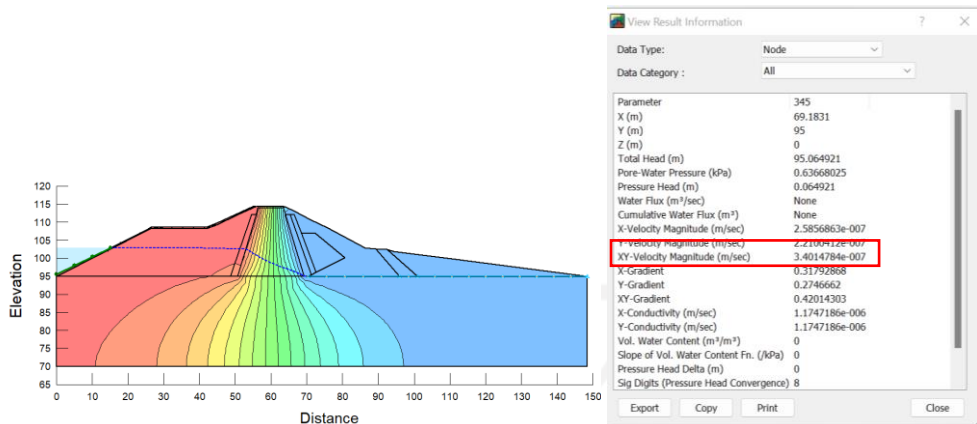 View Result Information
? ×
Data Type: Node
Data Category : All
Parameter 345
X (m) 69.1831
Y (m) 95
Z (m) 0
Total Head (m) 95.064921
Pore-Water Pressure (kPa) 0.63668025
Pressure Head (m) 0.064921
Water Flux (m³/sec) None
Cumulative Water Flux (m³) None
X-Velocity Magnitude (m/sec) 2.5856863e-007
Y-Velocity Magnitude (m/sec) 2.2100412e-007
XY-Velocity Magnitude (m/sec) 3.4014784e-007
X-Gradient 0.31792868
Y-Gradient 0.2746662
XY-Gradient 0.42014303
X-Conductivity (m/sec) 1.1747186e-006
Y-Conductivity (m/sec) 1.1747186e-006
Vol. Water Content (m³/m³) 0
Slope of Vol. Water Content Fn. (/kPa) 0
Pressure Head Delta (m) 0
Sig Digits (Pressure Head Convergence) 8
Export Copy Print Close
Elevation
120
115
110
105
100
95
90
85
80
75
70
65
0 10 20 30 40 50 60 70 80 90 100 110 120 130 140 150
Distance